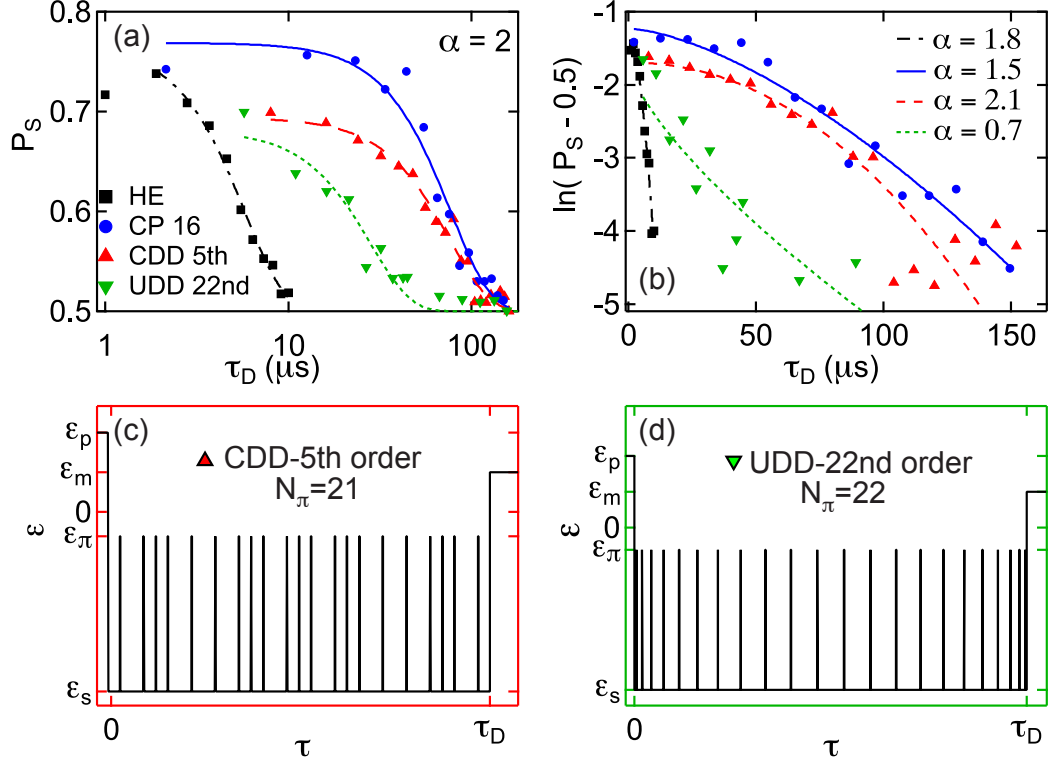 (a)
α = 2
0.8
0.7
0.6
0.5
P_S
HE
CP 16
CDD 5th
UDD 22nd
1
10
100
τ_D (μs)
(b)
-1
-2
-3
-4
-5
ln( P_S - 0.5)
α = 1.8
α = 1.5
α = 2.1
α = 0.7
0
50
100
150
τ_D (μs)
(c)
CDD-5th order
N_π=21
ε_p
ε_m
0
ε_π
ε_s
ε
0
τ
τ_D
(d)
UDD-22nd order
N_π=22
ε_p
ε_m
0
ε_π
ε_s
ε
0
τ
τ_D